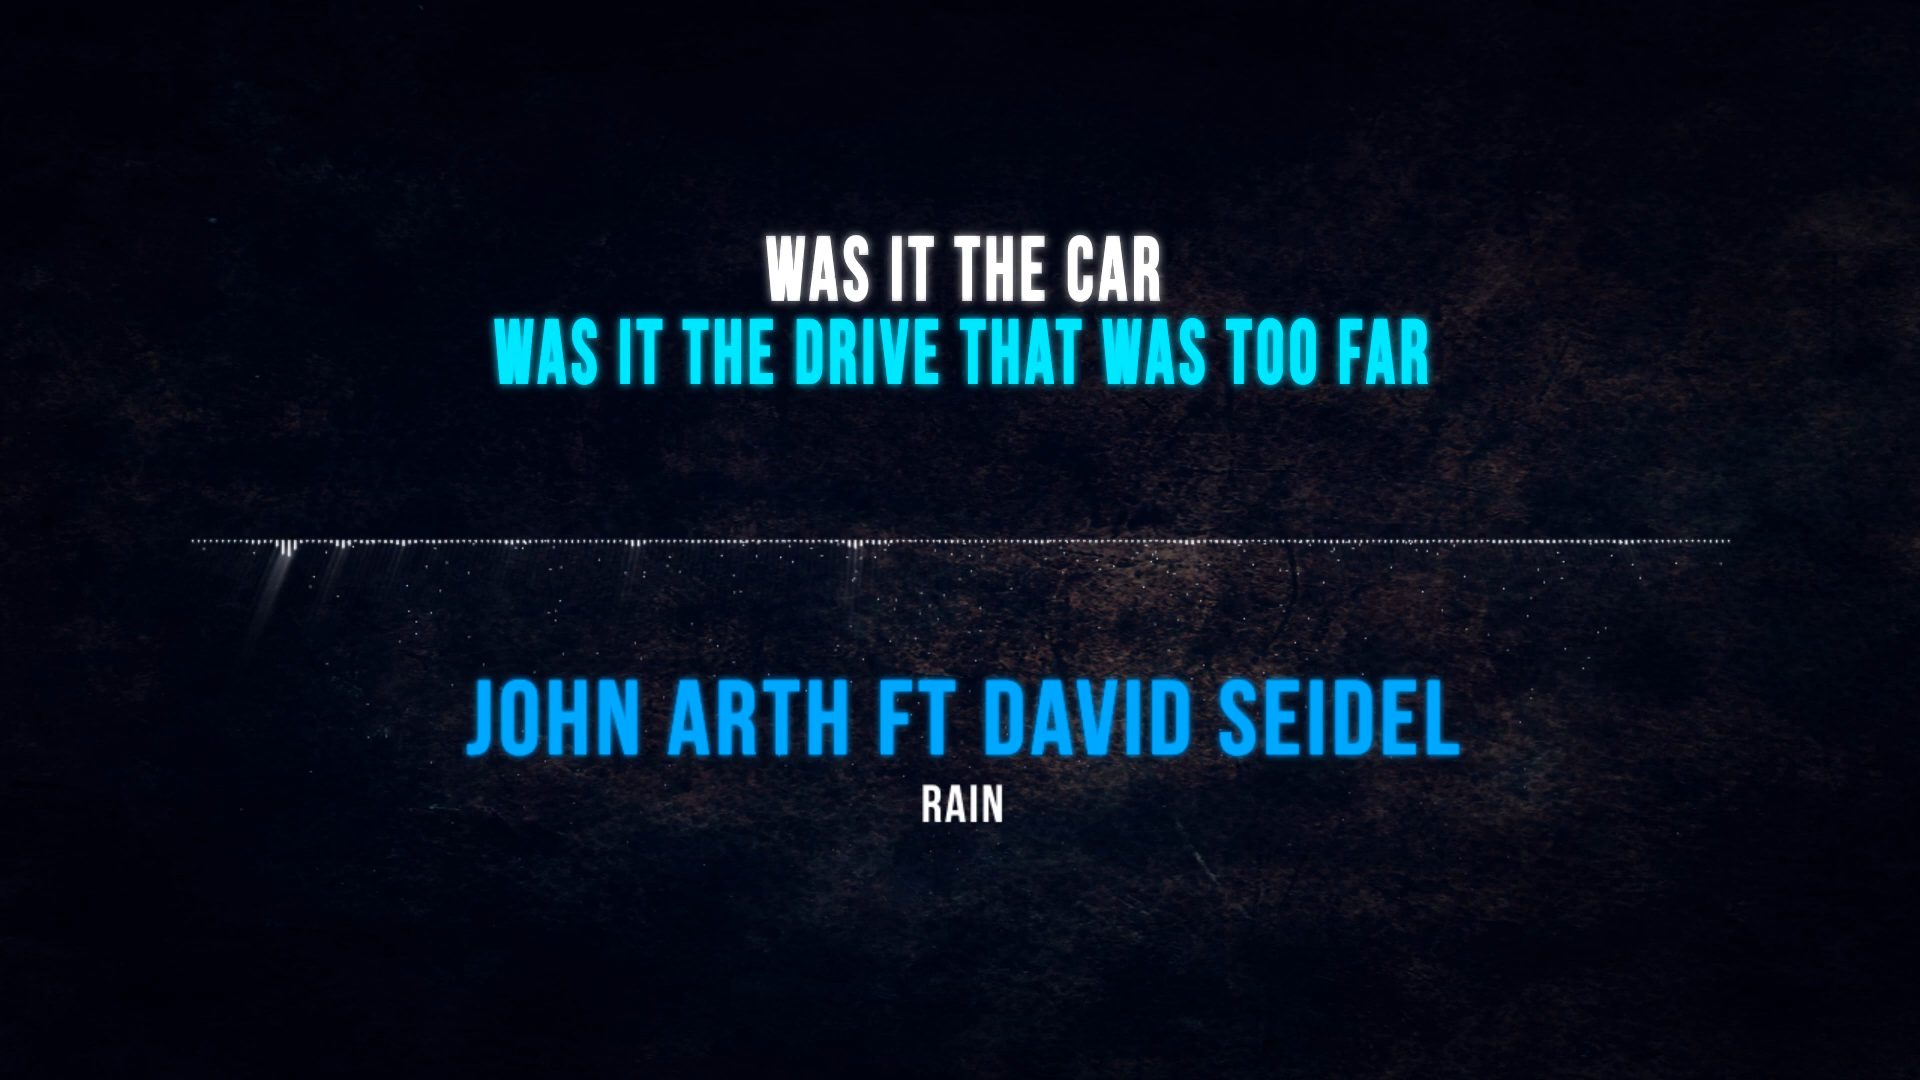 WAS IT THE CAR
WAS IT THE DRIVE THAT WAS TOO FAR
JOHN ARTH FT DAVID SEIDEL
RAIN